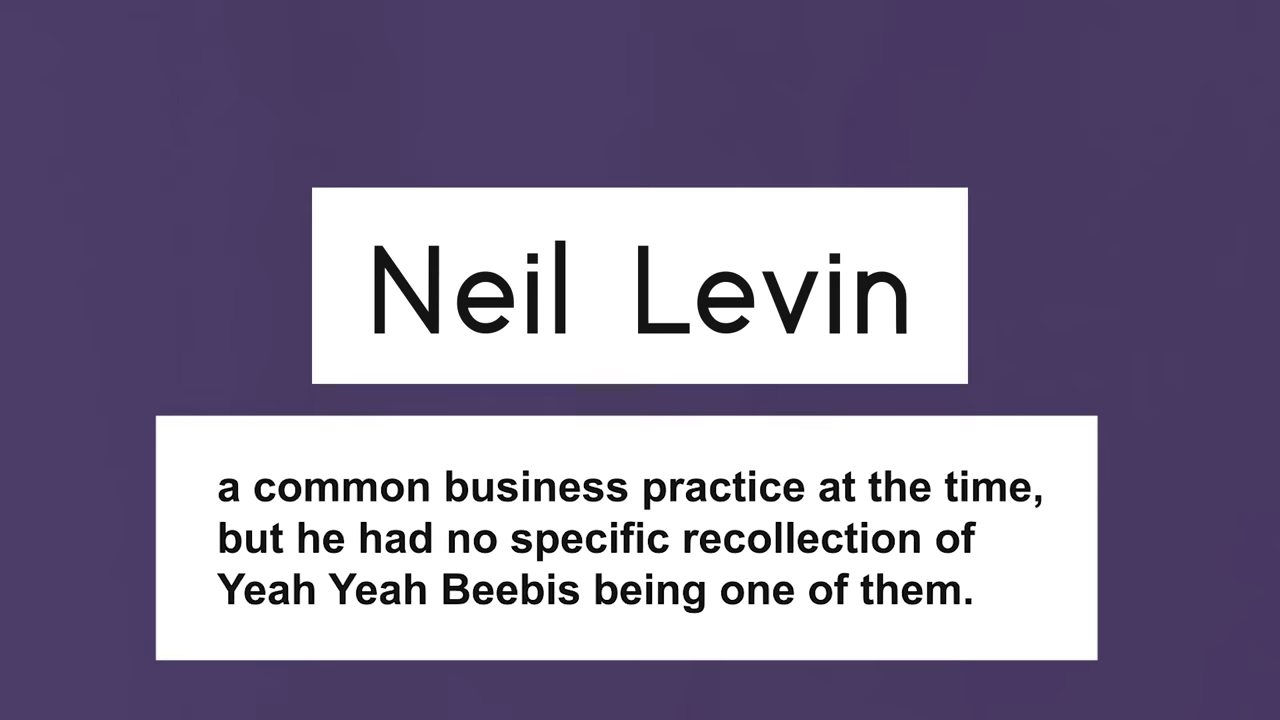 Neil Levin
a common business practice at the time,
but he had no specific recollection of
Yeah Yeah Beebis being one of them.